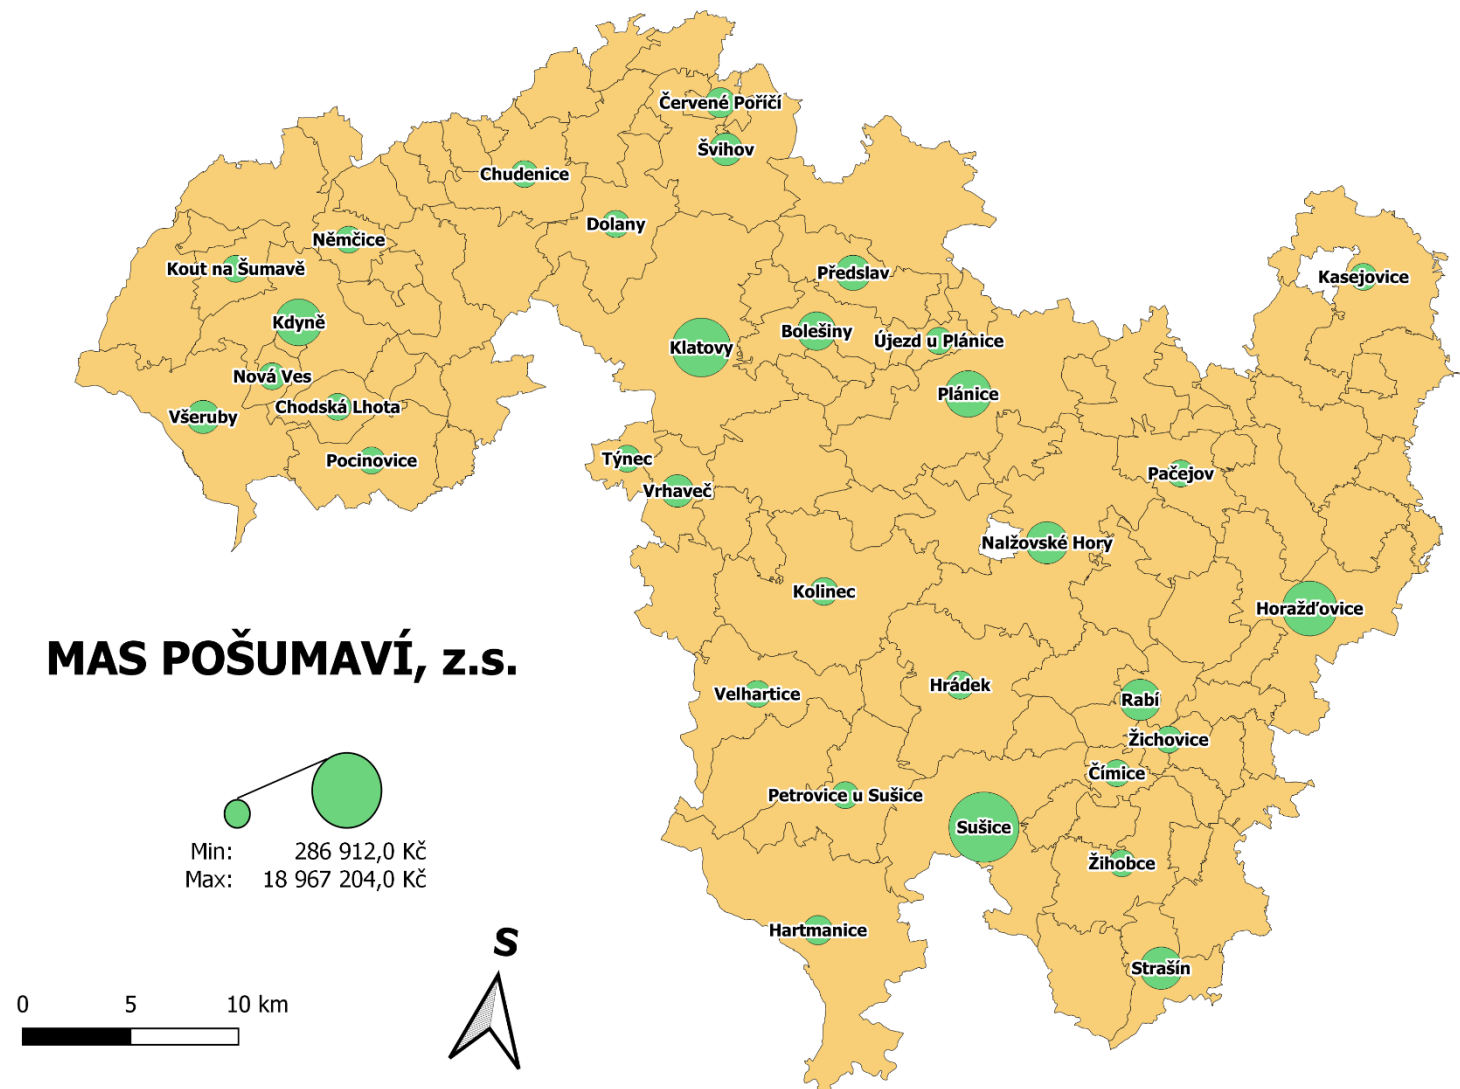 Červené Poříčí
Švihov
Chudenice
Dolany
Němčice
Kout na Šumavě
Předslav
Kasejovice
Kdyně
Bolešiny
Újezd u Plánice
Klatovy
Nová Ves
Plánice
Chodská Lhota
Všeruby
Pocinovice
Týnec
Pačejov
Vrhaveč
Nalžovské Hory
Kolinec
Horažďovice
MAS POŠUMAVÍ, z.s.
Velhartice
Hrádek
Rabí
Žichovice
Čímice
Petrovice u Sušice
Sušice
Min: 286 912,0 Kč
Max: 18 967 204,0 Kč
Žihobce
Hartmanice
S
Strašín
0 5 10 km